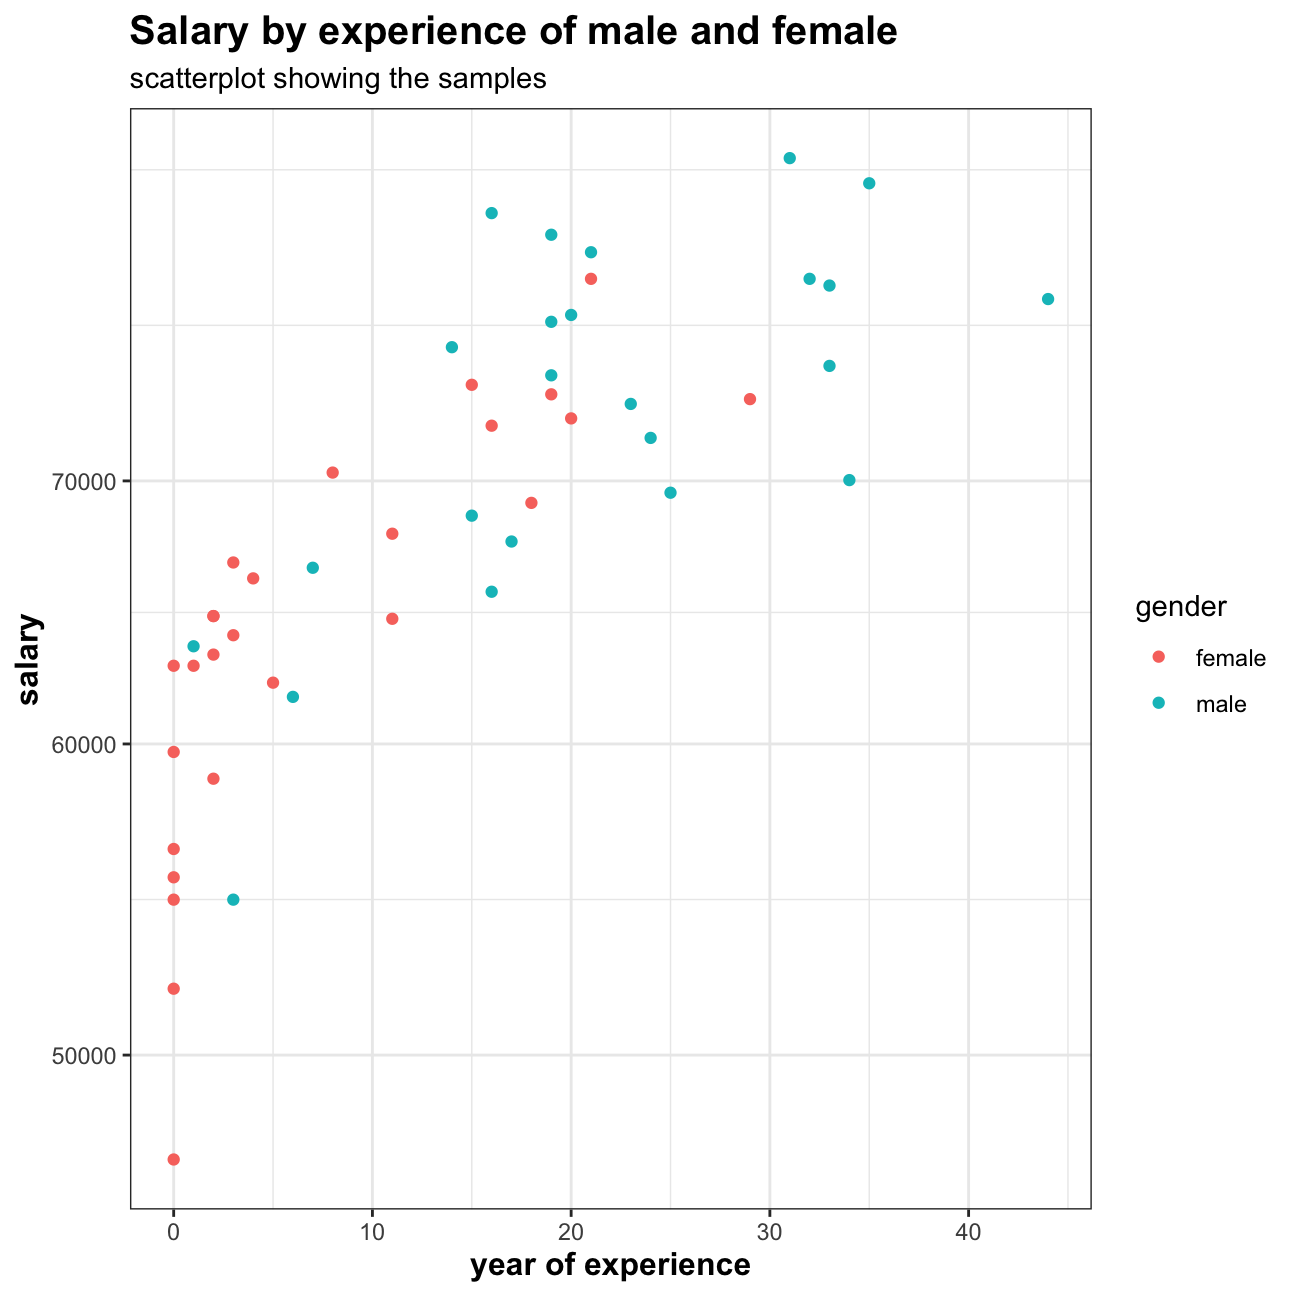 Salary by experience of male and female
scatterplot showing the samples
salary
70000
60000
50000
0 10 20 30 40
year of experience
gender
female
male